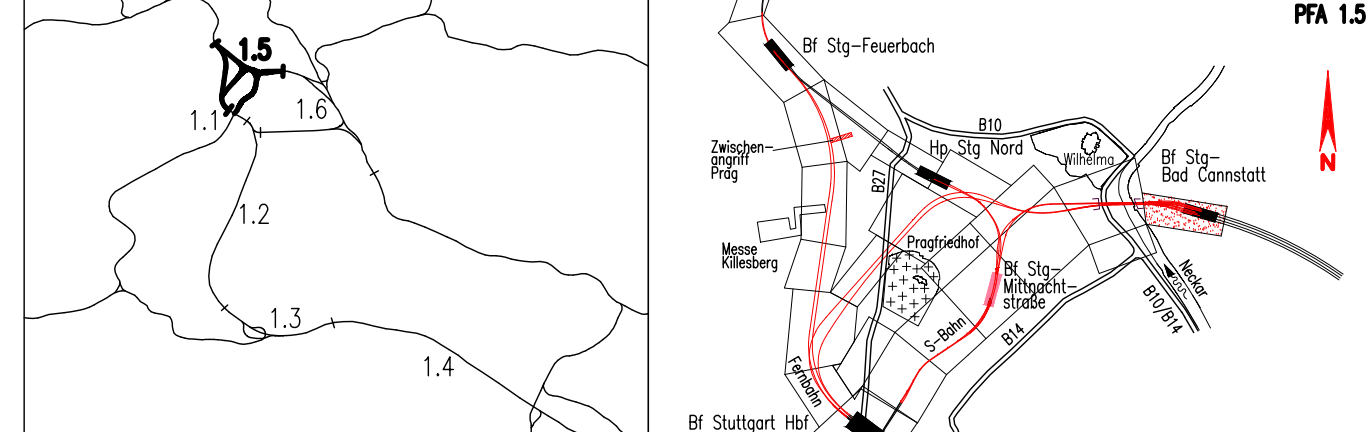 1.5
1.6
1.1
1.2
1.3
1.4
PFA 1.5
Bf Stg-Feuerbach
B10
Zwischen-
angriff
Prag
Hp Stg Nord
Wilhelma
Bf Stg-
Bad Cannstatt
N
B27
Messe
Killesberg
Pragfriedhof
Bf Stg-
Mittnacht-
straße
Neckar
B10/B14
S-Bahn
B14
Fernbahn
Bf Stuttgart Hbf